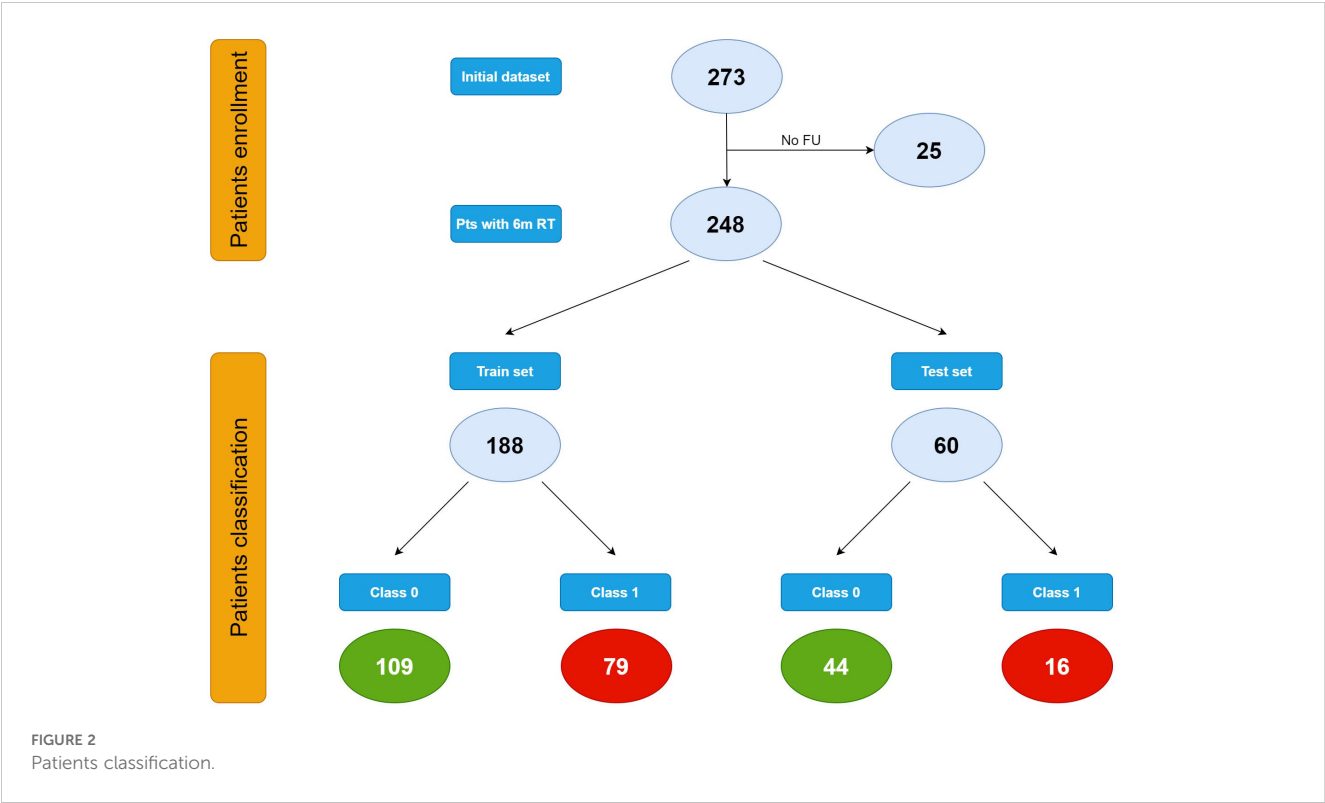 Patients enrollment
Initial dataset
273
No FU
25
Pts with 6m RT
248
Patients classification
Train set
Test set
188
60
Class 0
Class 1
Class 0
Class 1
109
79
44
16
FIGURE 2
Patients classification.